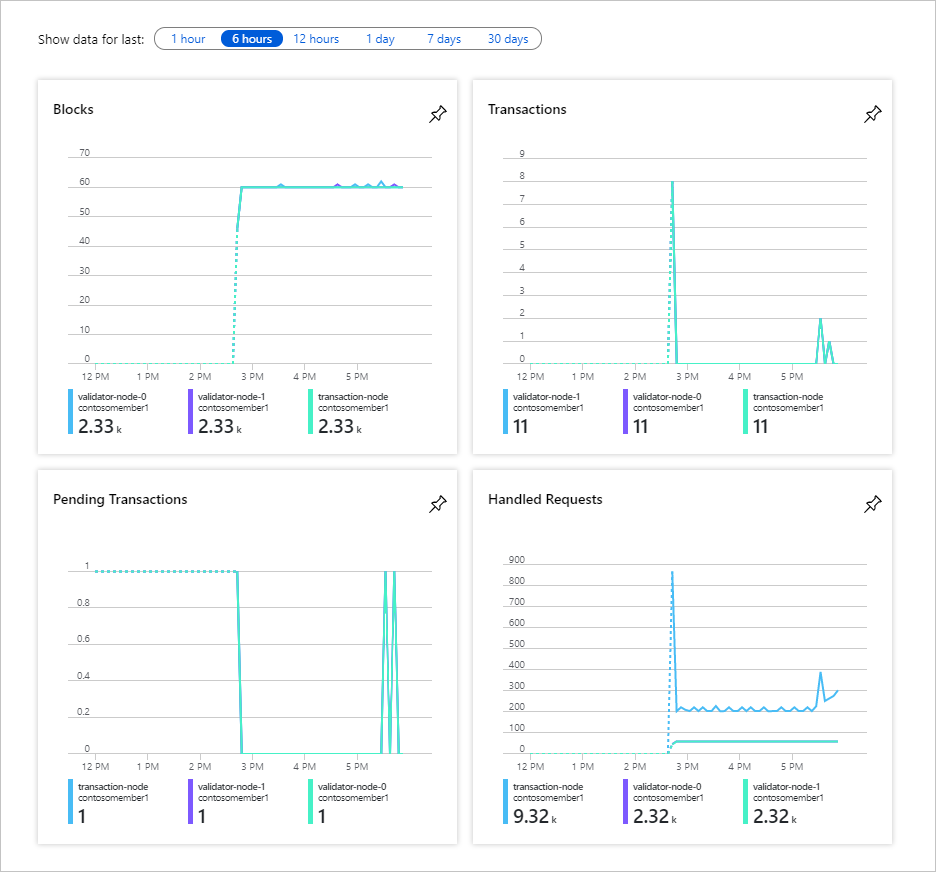 Show data for last: 1 hour 6 hours 12 hours 1 day 7 days 30 days
Blocks
70
60
50
40
30
20
10
0
12 PM 1 PM 2 PM 3 PM 4 PM 5 PM
validator-node-0 validator-node-1 transaction-node
contosomember1 contosomember1 contosomember1
2.33 k 2.33 k 2.33 k
Transactions
9
8
7
6
5
4
3
2
1
0
12 PM 1 PM 2 PM 3 PM 4 PM 5 PM
validator-node-1 validator-node-0 transaction-node
contosomember1 contosomember1 contosomember1
11 11 11
Pending Transactions
1
0.8
0.6
0.4
0.2
0
12 PM 1 PM 2 PM 3 PM 4 PM 5 PM
transaction-node validator-node-1 validator-node-0
contosomember1 contosomember1 contosomember1
1 1 1
Handled Requests
900
800
700
600
500
400
300
200
100
0
12 PM 1 PM 2 PM 3 PM 4 PM 5 PM
transaction-node validator-node-0 validator-node-1
contosomember1 contosomember1 contosomember1
9.32 k 2.32 k 2.32 k